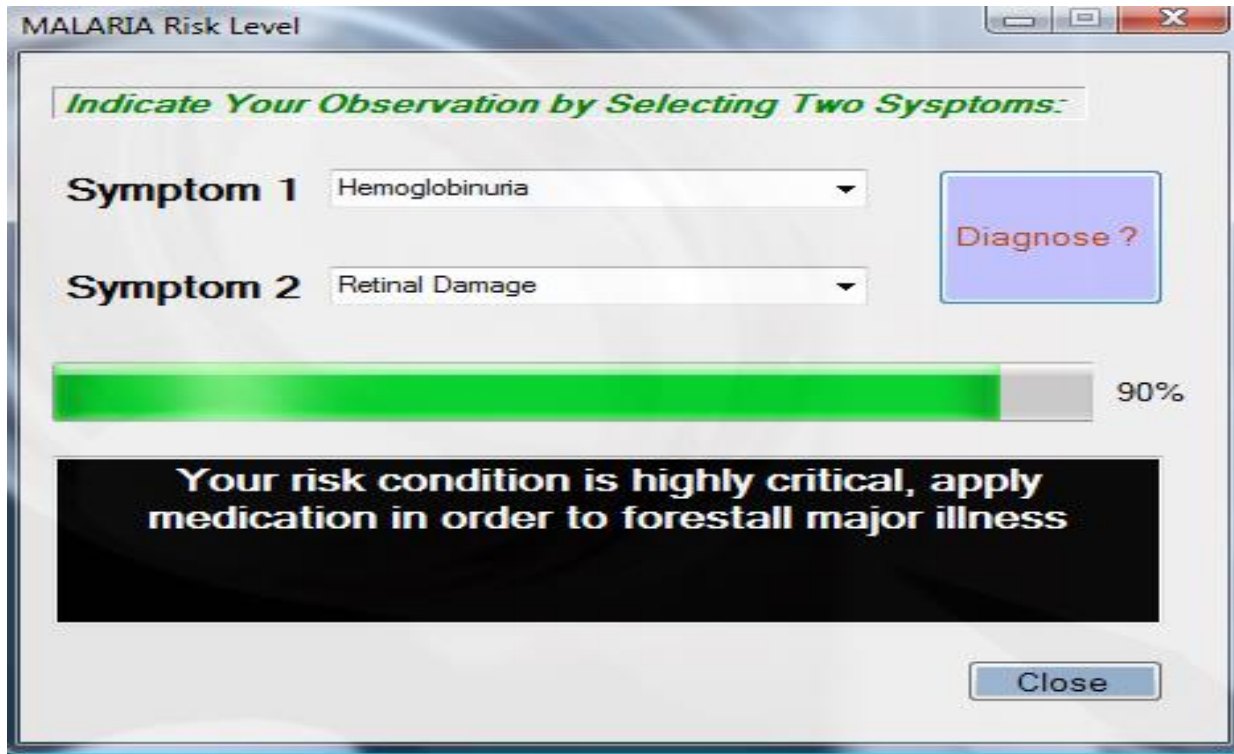 MALARIA Risk Level
Indicate Your Observation by Selecting Two Sysptoms:
Symptom 1 Hemoglobinuria
Diagnose ?
Symptom 2 Retinal Damage
90%
Your risk condition is highly critical, apply
medication in order to forestall major illness
Close